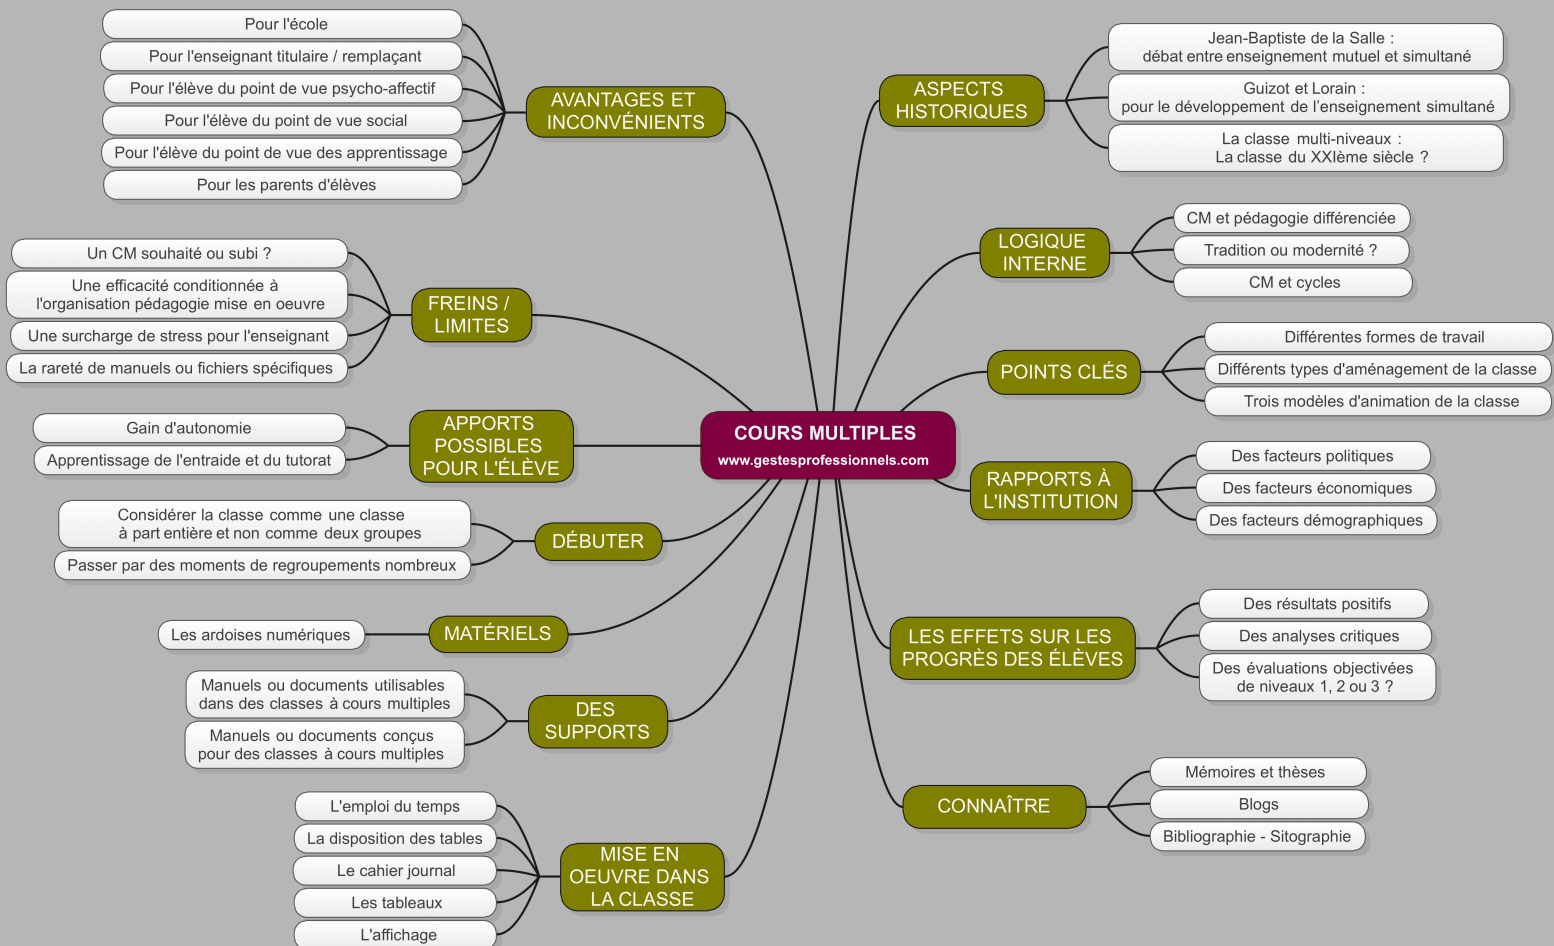 COURS MULTIPLES
www.gestesprofessionnels.com
ASPECTS
HISTORIQUES
Jean-Baptiste de la Salle :
débat entre enseignement mutuel et simultané
Guizot et Lorain :
pour le développement de l'enseignement simultané
La classe multi-niveaux :
La classe du XXIème siècle ?
LOGIQUE
INTERNE
CM et pédagogie différenciée
Tradition ou modernité ?
CM et cycles
POINTS CLÉS
Différentes formes de travail
Différents types d'aménagement de la classe
Trois modèles d'animation de la classe
RAPPORTS À
L'INSTITUTION
Des facteurs politiques
Des facteurs économiques
Des facteurs démographiques
LES EFFETS SUR LES
PROGRÈS DES ÉLÈVES
Des résultats positifs
Des analyses critiques
Des évaluations objectivées
de niveaux 1, 2 ou 3 ?
CONNAÎTRE
Mémoires et thèses
Blogs
Bibliographie - Sitographie
AVANTAGES ET
INCONVÉNIENTS
Pour l'école
Pour l'enseignant titulaire / remplaçant
Pour l'élève du point de vue psycho-affectif
Pour l'élève du point de vue social
Pour l'élève du point de vue des apprentissage
Pour les parents d'élèves
FREINS /
LIMITES
Un CM souhaité ou subi ?
Une efficacité conditionnée à
l'organisation pédagogie mise en oeuvre
Une surcharge de stress pour l'enseignant
La rareté de manuels ou fichiers spécifiques
APPORTS
POSSIBLES
POUR L'ÉLÈVE
Gain d'autonomie
Apprentissage de l'entraide et du tutorat
DÉBUTER
Considérer la classe comme une classe
à part entière et non comme deux groupes
Passer par des moments de regroupements nombreux
MATÉRIELS
Les ardoises numériques
DES
SUPPORTS
Manuels ou documents utilisables
dans des classes à cours multiples
Manuels ou documents conçus
pour des classes à cours multiples
MISE EN
OEUVRE DANS
LA CLASSE
L'emploi du temps
La disposition des tables
Le cahier journal
Les tableaux
L'affichage